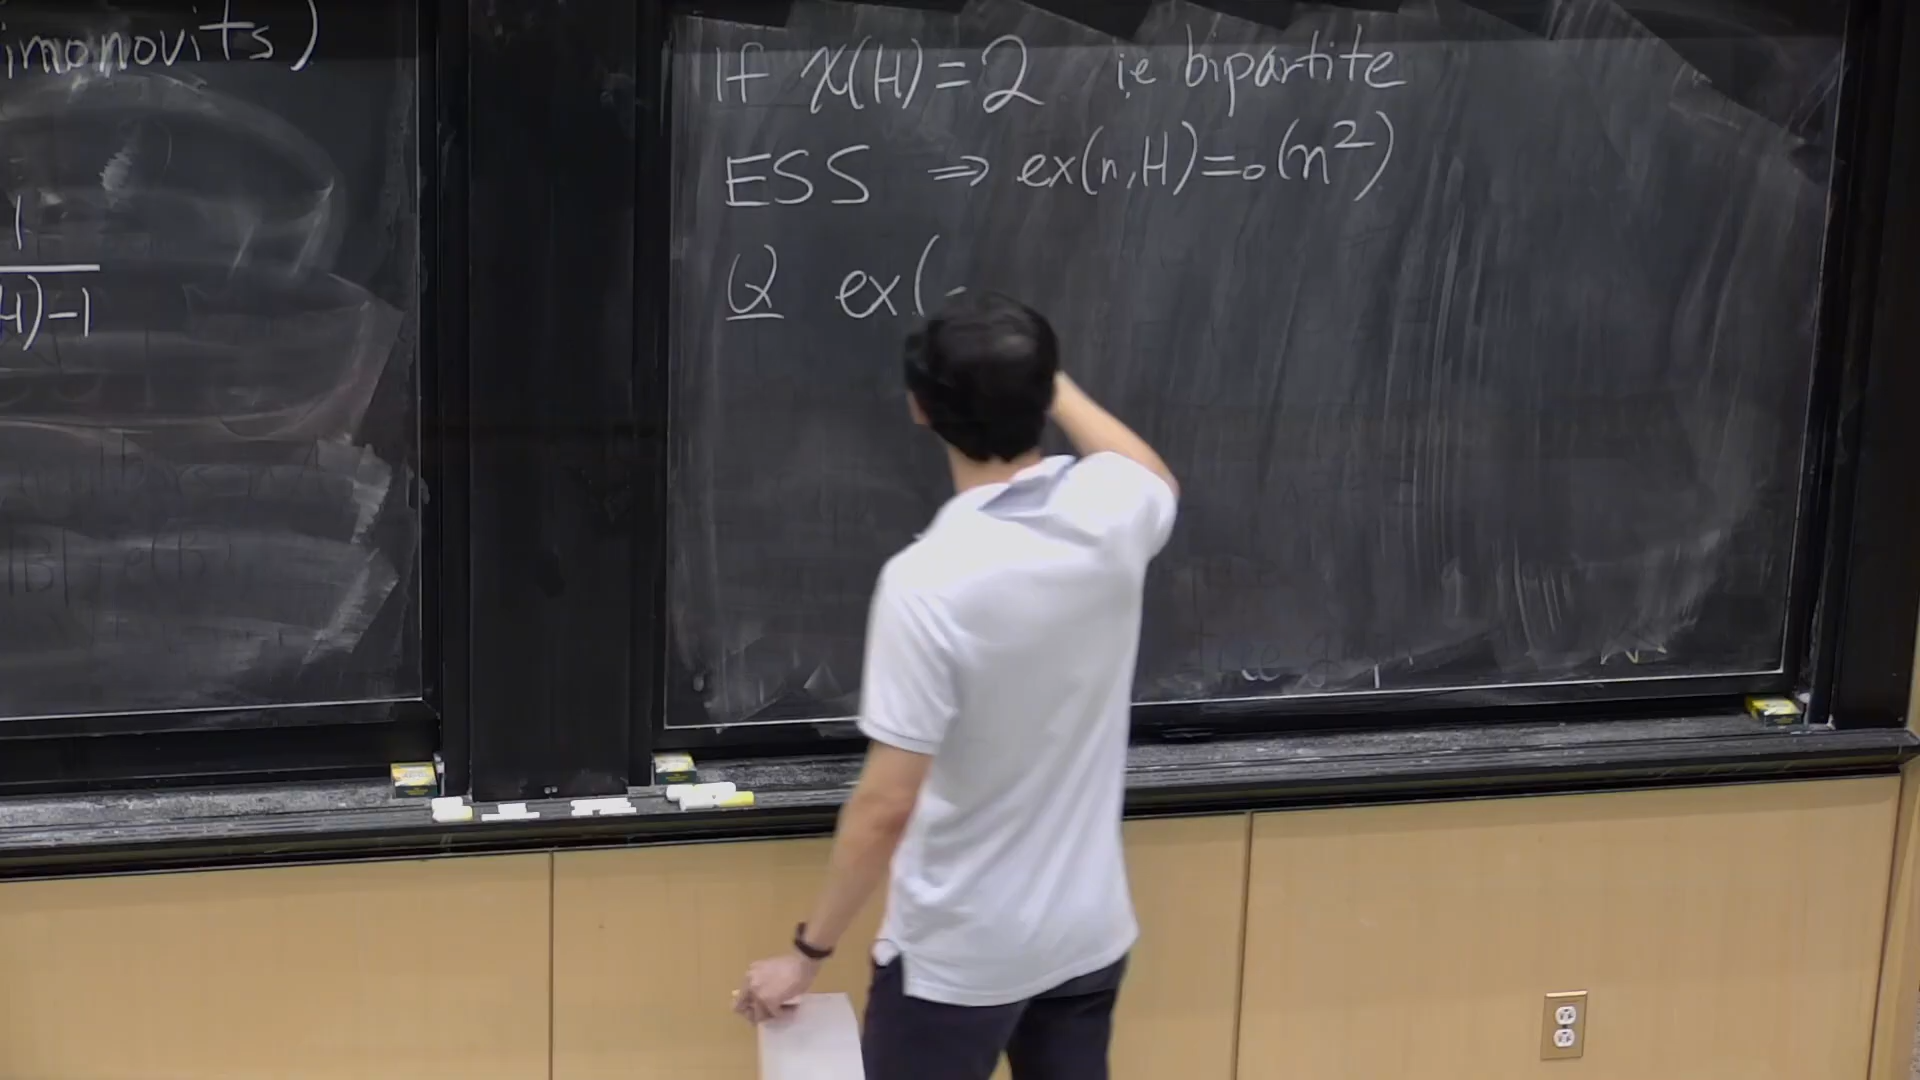 imonovits)
1
H)-1
If χ(H)=2 i.e bipartite
ESS ⇒ ex(n,H)=o(n²)
Q ex(